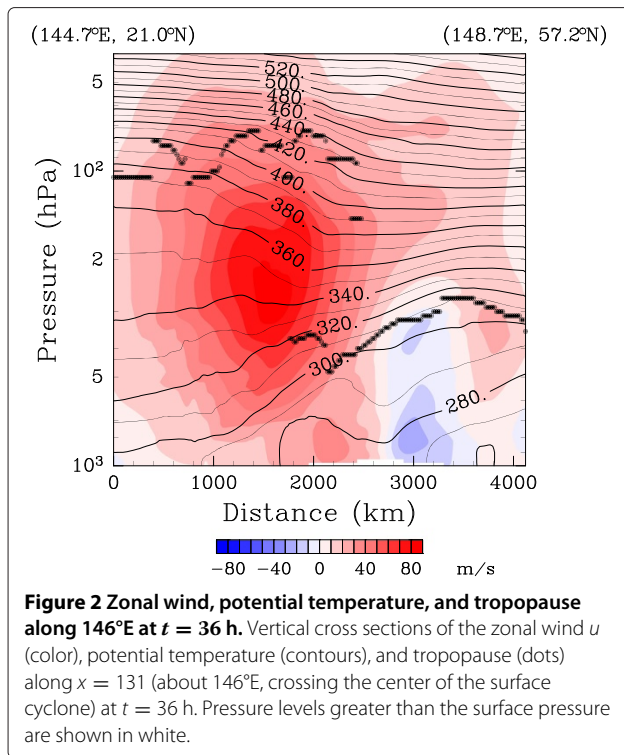 (144.7°E, 21.0°N) (148.7°E, 57.2°N)
5
10²
2
5
10³
Pressure (hPa)
520.
500.
480.
460.
440.
420.
400.
380.
360.
340.
320.
300.
280.
0 1000 2000 3000 4000
Distance (km)
−80 −40 0 40 80 m/s
Figure 2 Zonal wind, potential temperature, and tropopause
along 146°E at t = 36 h. Vertical cross sections of the zonal wind u
(color), potential temperature (contours), and tropopause (dots)
along x = 131 (about 146°E, crossing the center of the surface
cyclone) at t = 36 h. Pressure levels greater than the surface pressure
are shown in white.